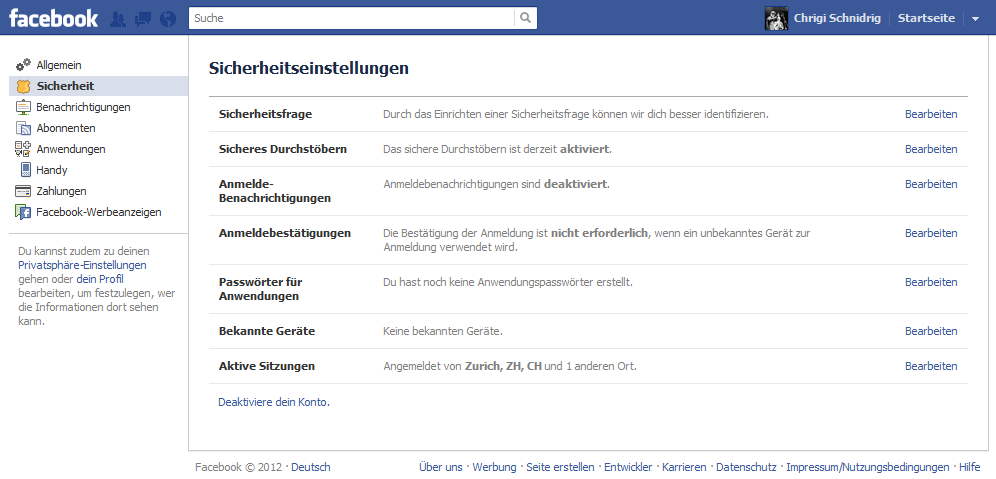 facebook
Suche
Chrigi Schnidrig
Startseite
Allgemein
Sicherheit
Benachrichtigungen
Abonnenten
Anwendungen
Handy
Zahlungen
Facebook-Werbeanzeigen
Du kannst zudem zu deinen
Privatsphäre-Einstellungen
gehen oder dein Profil
bearbeiten, um festzulegen, wer
die Informationen dort sehen
kann.
Sicherheitseinstellungen
Sicherheitsfrage Durch das Einrichten einer Sicherheitsfrage können wir dich besser identifizieren. Bearbeiten
Sicheres Durchstöbern Das sichere Durchstöbern ist derzeit aktiviert. Bearbeiten
Anmelde- Anmeldebenachrichtigungen sind deaktiviert. Bearbeiten
Benachrichtigungen
Anmeldebestätigungen Die Bestätigung der Anmeldung ist nicht erforderlich, wenn ein unbekanntes Gerät zur Bearbeiten
Anmeldung verwendet wird.
Passwörter für Du hast noch keine Anwendungspasswörter erstellt. Bearbeiten
Anwendungen
Bekannte Geräte Keine bekannten Geräte. Bearbeiten
Aktive Sitzungen Angemeldet von Zurich, ZH, CH und 1 anderen Ort. Bearbeiten
Deaktiviere dein Konto.
Facebook © 2012 · Deutsch
Über uns · Werbung · Seite erstellen · Entwickler · Karrieren · Datenschutz · Impressum/Nutzungsbedingungen · Hilfe